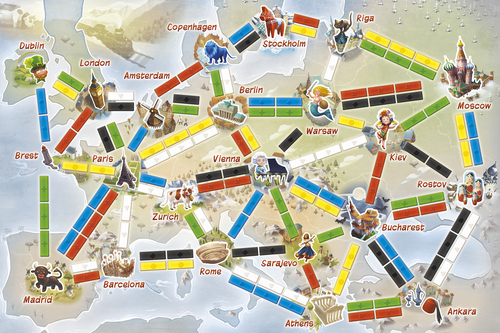 Copenhagen
Riga
Dublin
Stockholm
London
Amsterdam
Berlin
Moscow
Warsaw
Brest
Paris
Vienna
Kiev
Rostov
Zurich
Bucharest
Madrid
Barcelona
Rome
Sarajevo
Athens
Ankara